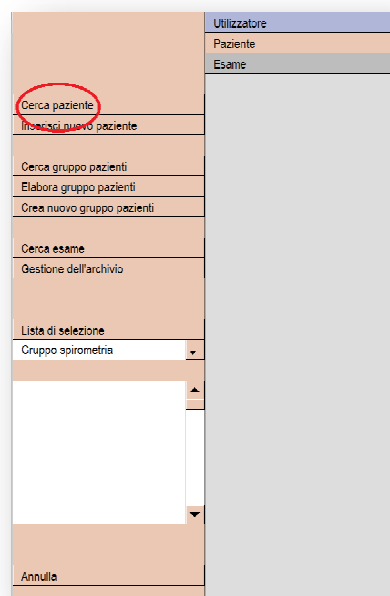 Utilizzatore
Paziente
Esame
Cerca paziente
Inserisci nuovo paziente
Cerca gruppo pazienti
Elabora gruppo pazienti
Crea nuovo gruppo pazienti
Cerca esame
Gestione dell'archivio
Lista di selezione
Gruppo spirometria
Annulla